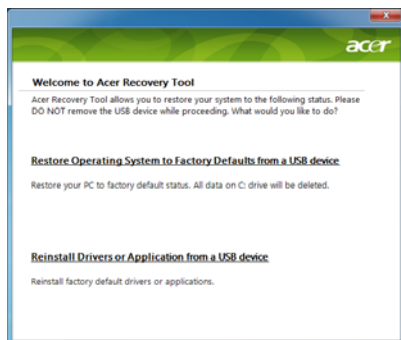 acer
Welcome to Acer Recovery Tool
Acer Recovery Tool allows you to restore your system to the following status. Please
DO NOT remove the USB device while proceeding. What would you like to do?
Restore Operating System to Factory Defaults from a USB device
Restore your PC to factory default status. All data on C: drive will be deleted.
Reinstall Drivers or Application from a USB device
Reinstall factory default drivers or applications.